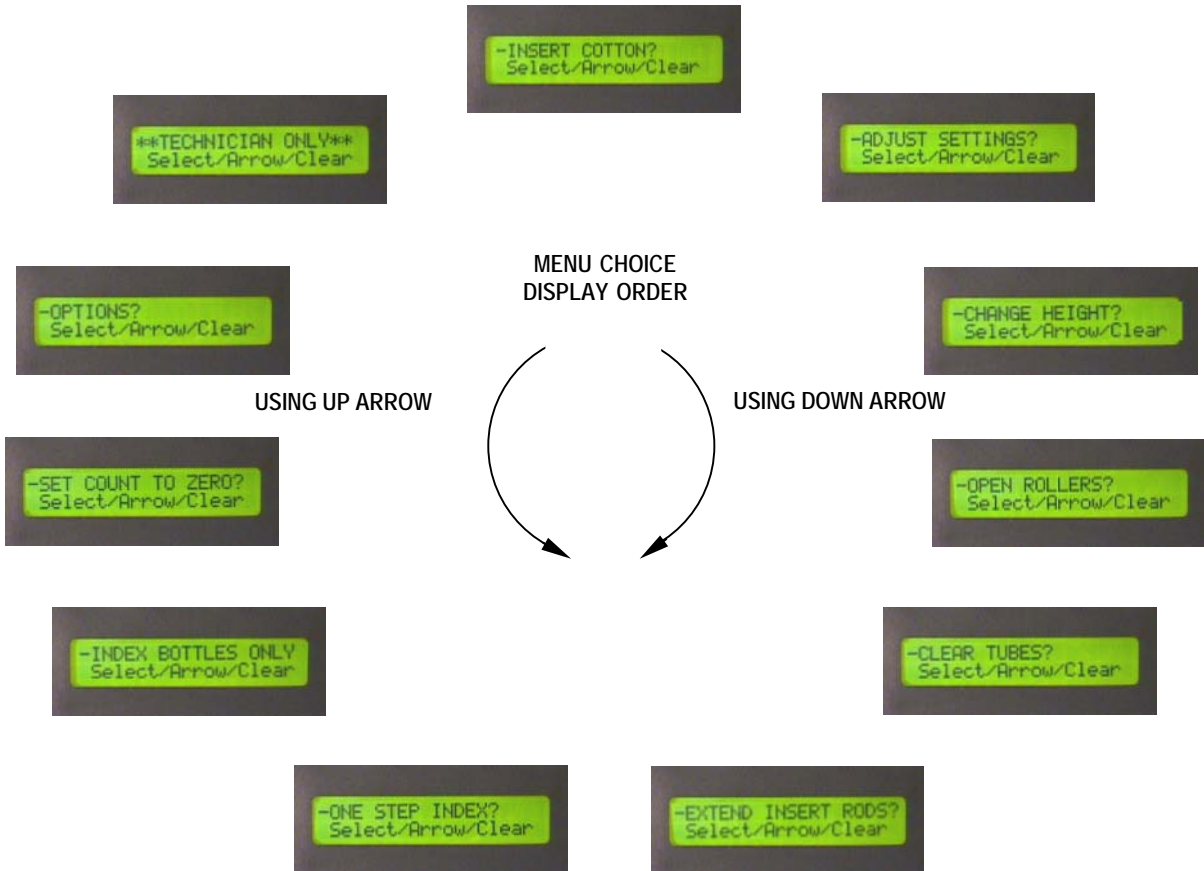 -INSERT COTTON?
Select/Arrow/Clear
**TECHNICIAN ONLY**
Select/Arrow/Clear
-ADJUST SETTINGS?
Select/Arrow/Clear
MENU CHOICE
DISPLAY ORDER
-OPTIONS?
Select/Arrow/Clear
-CHANGE HEIGHT?
Select/Arrow/Clear
USING UP ARROW
USING DOWN ARROW
-SET COUNT TO ZERO?
Select/Arrow/Clear
-OPEN ROLLERS?
Select/Arrow/Clear
-INDEX BOTTLES ONLY
Select/Arrow/Clear
-CLEAR TUBES?
Select/Arrow/Clear
-ONE STEP INDEX?
Select/Arrow/Clear
-EXTEND INSERT RODS?
Select/Arrow/Clear